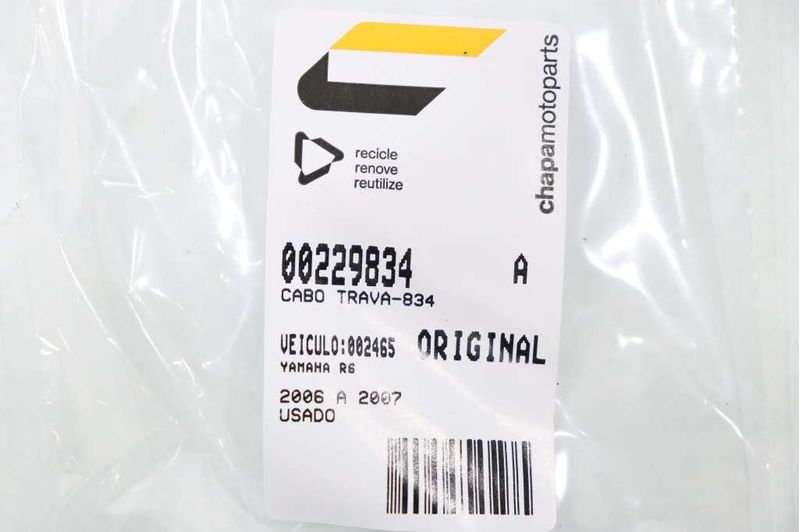 chapamotoparts
recicle
renove
reutilize
00229834 A
CABO TRAVA-834
VEICULO:002465 ORIGINAL
YAMAHA R6
2006 A 2007
USADO